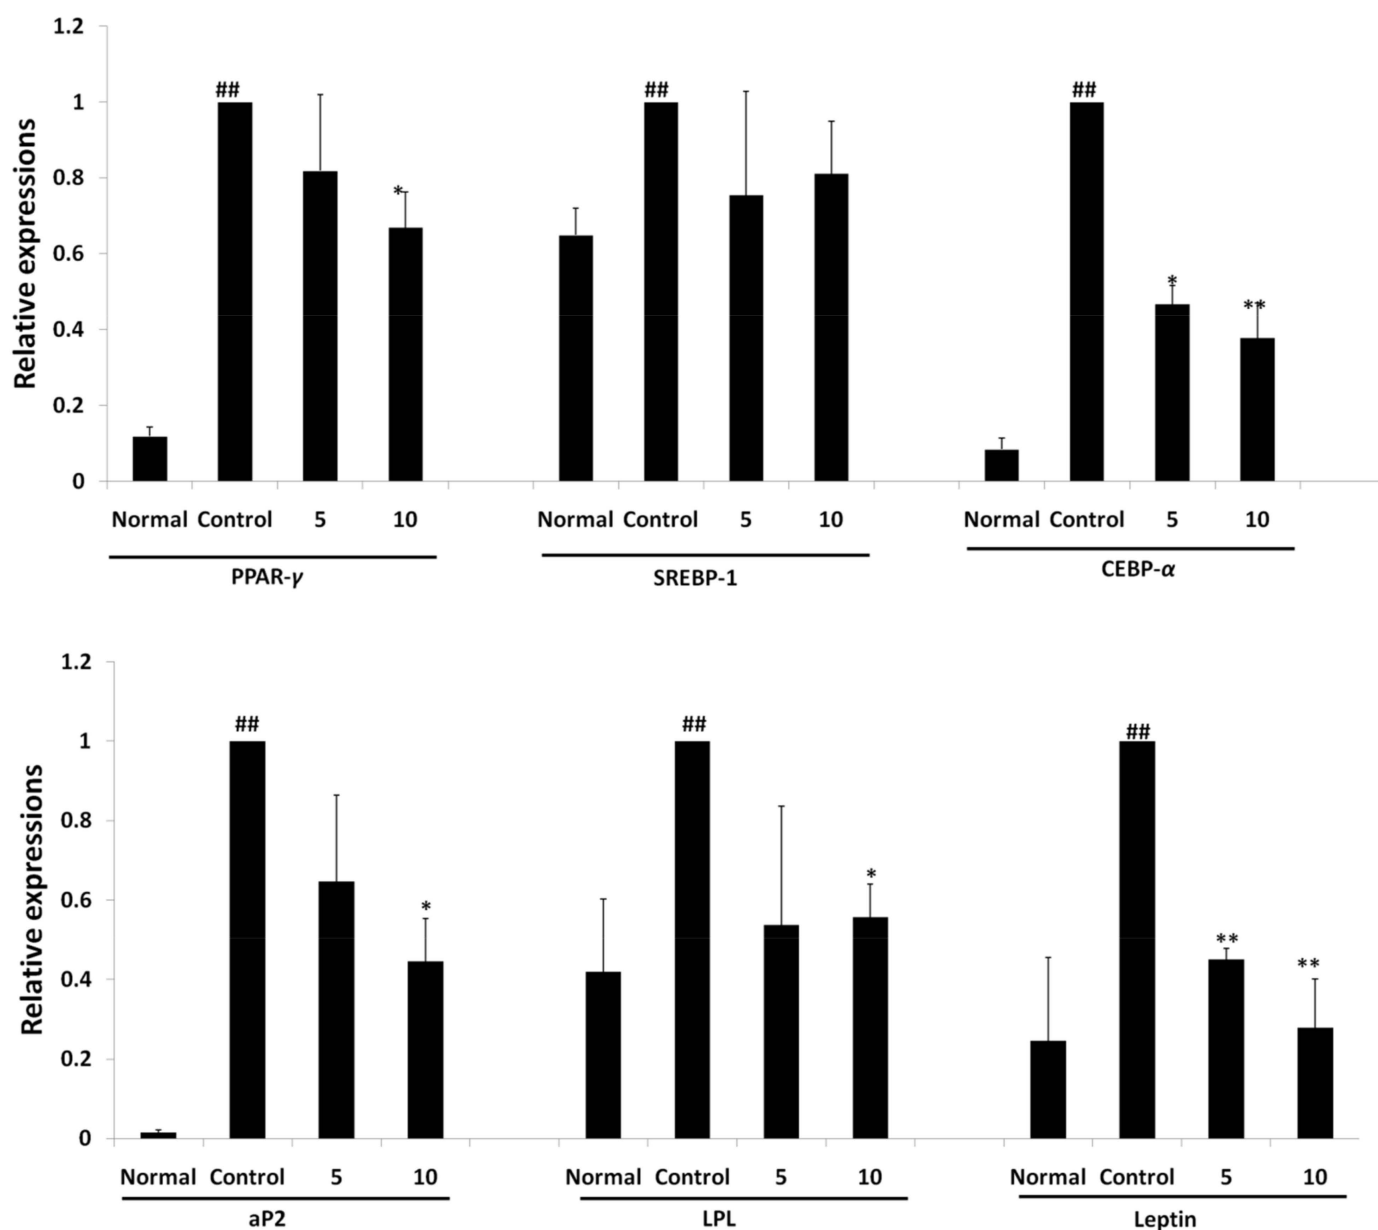 1.2
1
0.8
0.6
0.4
0.2
0
Relative expressions
## ## ##
* * **
Normal Control 5 10 Normal Control 5 10 Normal Control 5 10
PPAR-γ SREBP-1 CEBP-α
1.2
1
0.8
0.6
0.4
0.2
0
Relative expressions
## ## ##
* * ** **
Normal Control 5 10 Normal Control 5 10 Normal Control 5 10
aP2 LPL Leptin